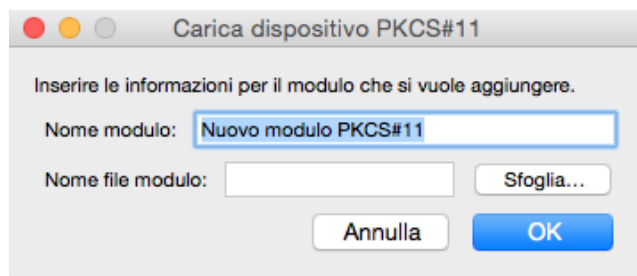 Carica dispositivo PKCS#11
Inserire le informazioni per il modulo che si vuole aggiungere.
Nome modulo: Nuovo modulo PKCS#11
Nome file modulo: Sfoglia...
Annulla OK